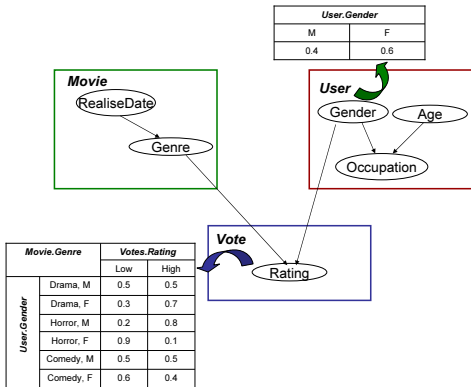 User.Gender
M F
0.4 0.6
Movie
RealiseDate
Genre
User
Gender
Age
Occupation
Vote
Rating
Movie.Genre Votes.Rating
Low High
User.Gender
Drama, M 0.5 0.5
Drama, F 0.3 0.7
Horror, M 0.2 0.8
Horror, F 0.9 0.1
Comedy, M 0.5 0.5
Comedy, F 0.6 0.4